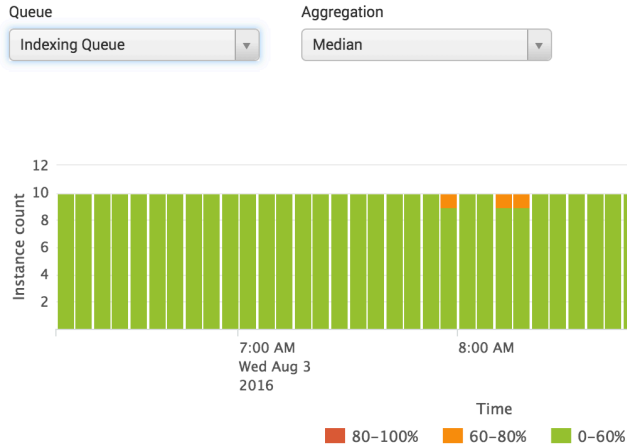 Queue Aggregation
Indexing Queue Median
12
10
8
6
4
2
Instance count
7:00 AM 8:00 AM
Wed Aug 3
2016
Time
80–100% 60–80% 0–60%